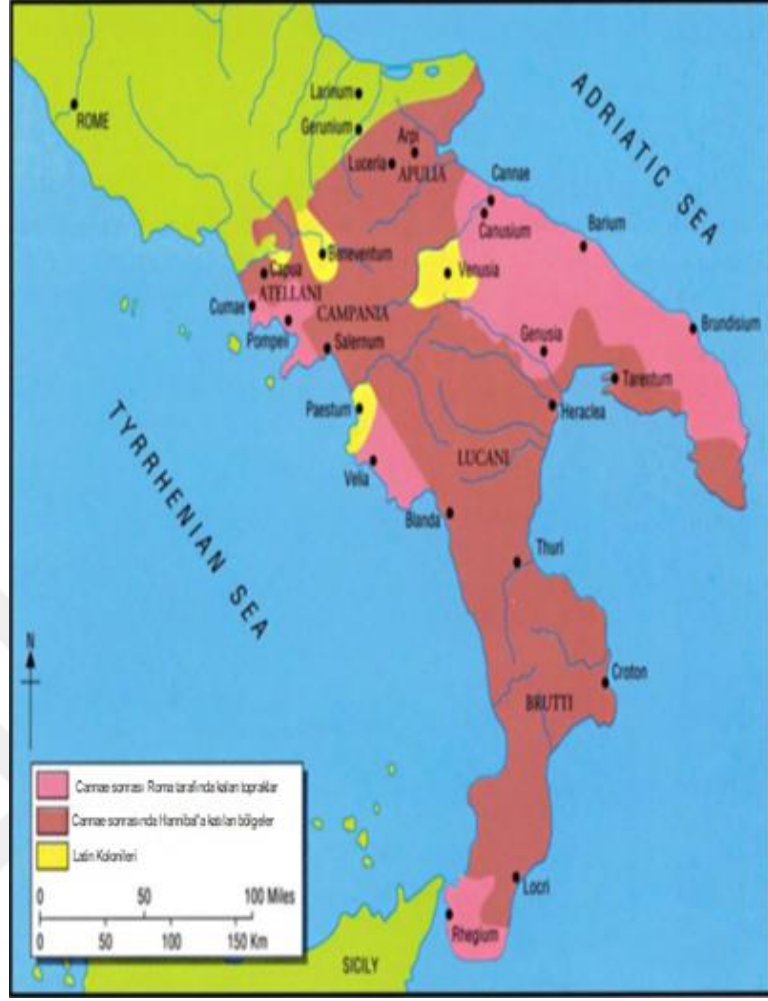 ADRIATIC SEA
Larinum
ROME
Gerunium
Arpi
Luceria
APULIA
Cannae
Canusium
Barium
Beneventum
Capua
Venusia
ATELLANI
Cumae
CAMPANIA
Pompeii
Salernum
Genusia
Brundisium
Tarentum
Paestum
Heraclea
TYRRHENIAN SEA
LUCANI
Velia
Blanda
Thuri
N
Croton
BRUTTI
Cannae sonrası Roma tarafında kalan topraklar
Cannae sonrasında Hannibal'a katılan bölgeler
Latin Kolonileri
0 50 100 Miles
0 50 100 150 Km
Locri
Rhegium
SICILY